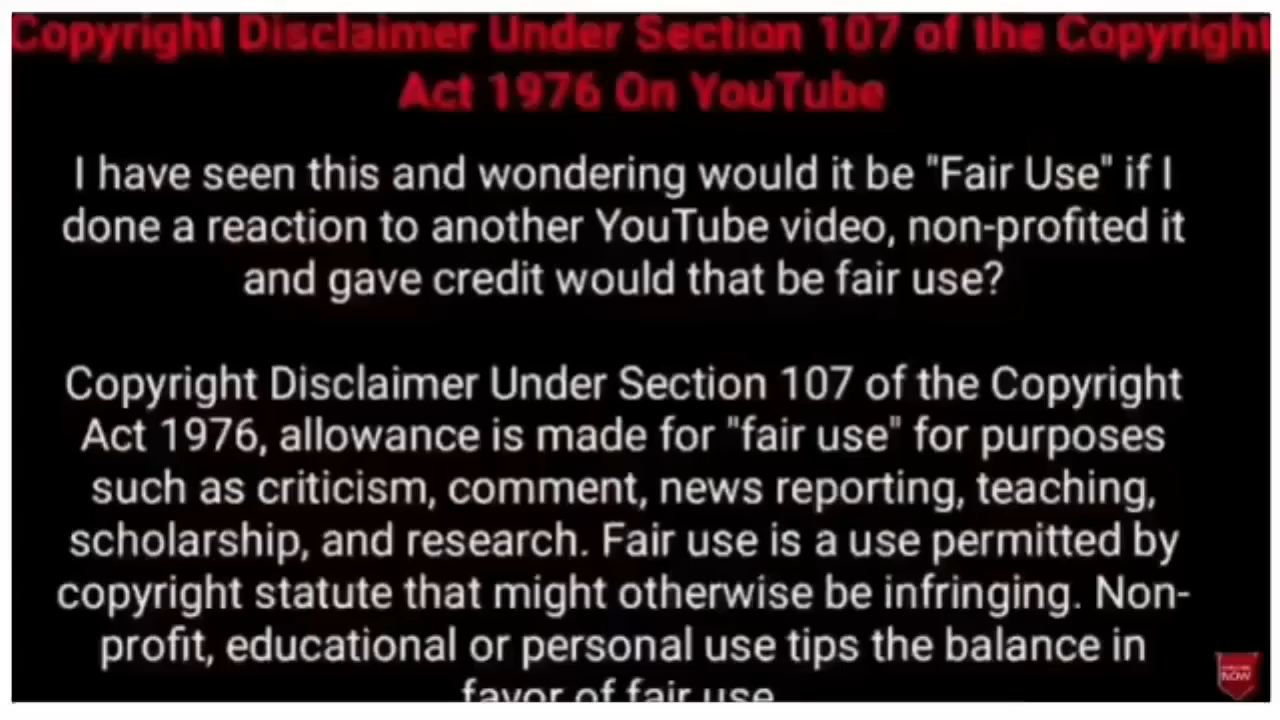 Copyright Disclaimer Under Section 107 of the Copyright
Act 1976 On YouTube
I have seen this and wondering would it be "Fair Use" if I
done a reaction to another YouTube video, non-profited it
and gave credit would that be fair use?
Copyright Disclaimer Under Section 107 of the Copyright
Act 1976, allowance is made for "fair use" for purposes
such as criticism, comment, news reporting, teaching,
scholarship, and research. Fair use is a use permitted by
copyright statute that might otherwise be infringing. Non-
profit, educational or personal use tips the balance in
favor of fair use
NOW